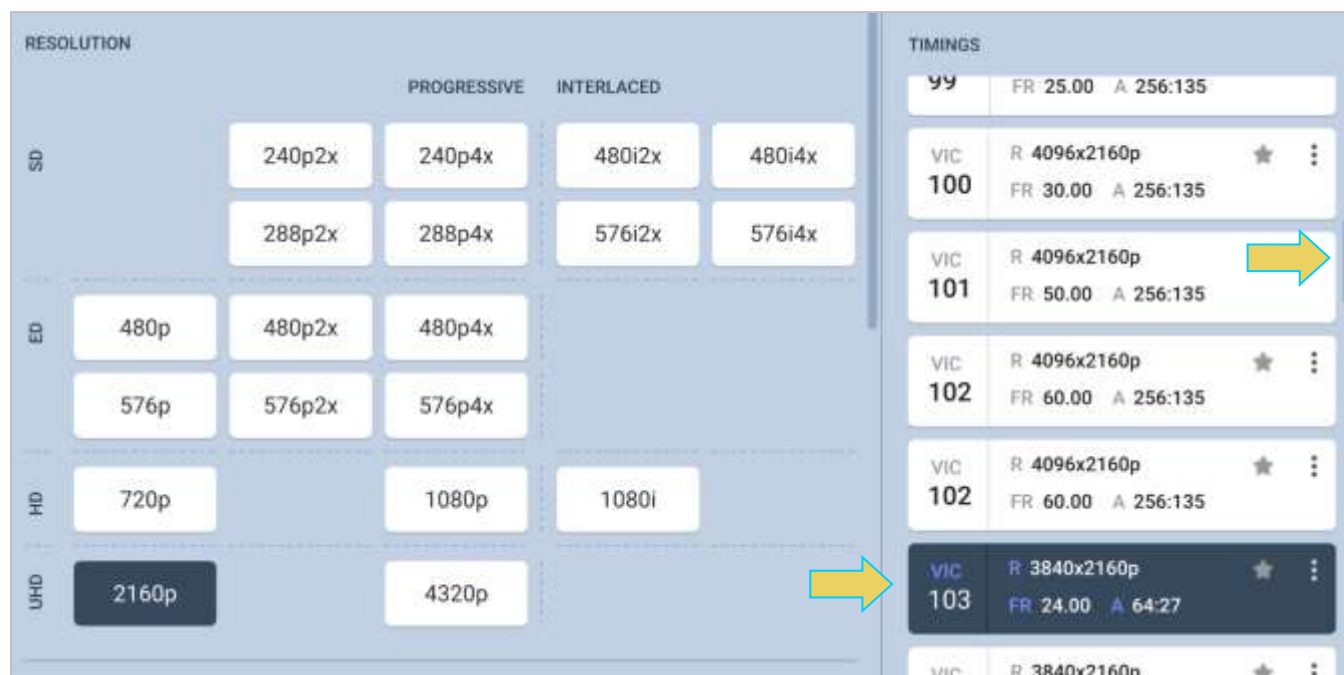 RESOLUTION
PROGRESSIVE INTERLACED
SD
240p2x 240p4x 480i2x 480i4x
288p2x 288p4x 576i2x 576i4x
ED
480p 480p2x 480p4x
576p 576p2x 576p4x
HD
720p 1080p 1080i
UHD
2160p 4320p
TIMINGS
99 FR 25.00 A 256:135
VIC R 4096x2160p
100 FR 30.00 A 256:135
VIC R 4096x2160p
101 FR 50.00 A 256:135
VIC R 4096x2160p
102 FR 60.00 A 256:135
VIC R 4096x2160p
102 FR 60.00 A 256:135
VIC R 3840x2160p
103 FR 24.00 A 64:27
VIC R 3840x2160p